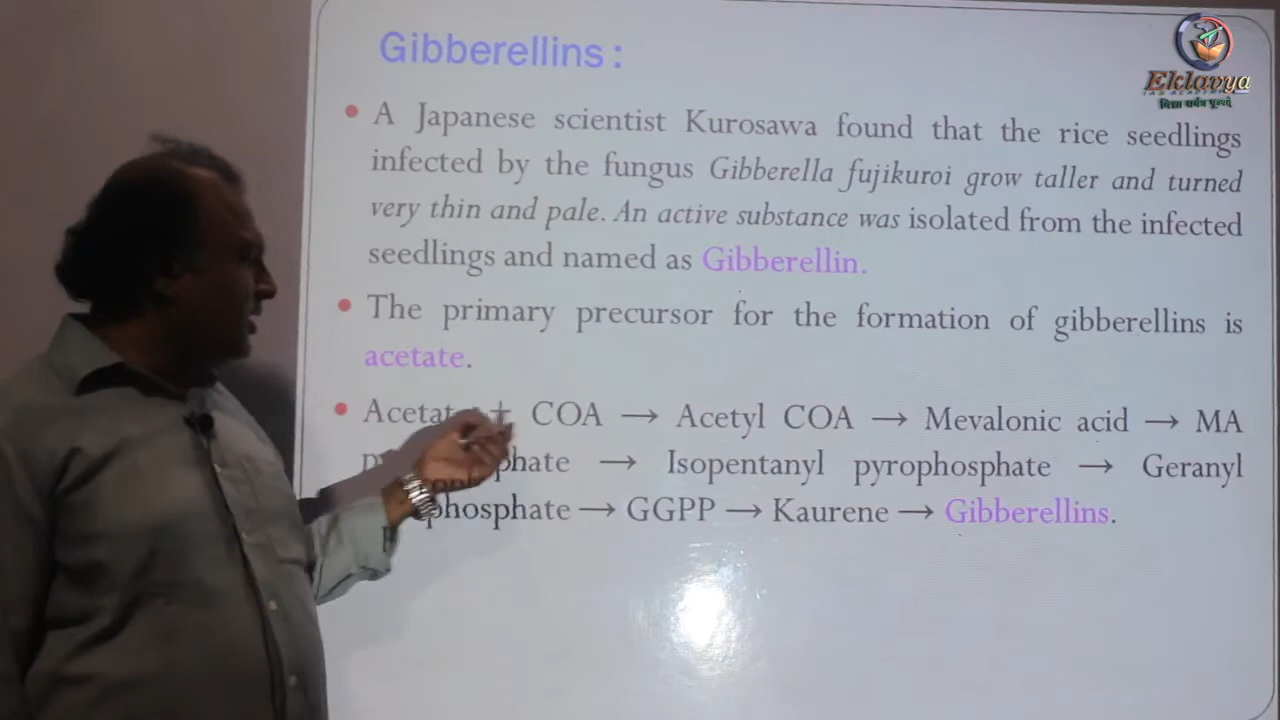 Eklavya
Gibberellins :
A Japanese scientist Kurosawa found that the rice seedlings
infected by the fungus Gibberella fujikuroi grow taller and turned
very thin and pale. An active substance was isolated from the infected
seedlings and named as Gibberellin.
The primary precursor for the formation of gibberellins is
acetate.
+ COA → Acetyl COA → Mevalonic acid → MA
→ Isopentanyl pyrophosphate → Geranyl
→ GGPP → Kaurene → Gibberellins.